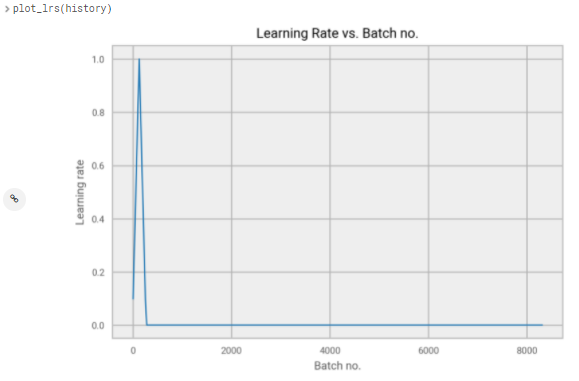 plot_lrs(history)
Learning Rate vs. Batch no.
1.0
0.8
0.6
0.4
0.2
0.0
Learning rate
0 2000 4000 6000 8000
Batch no.